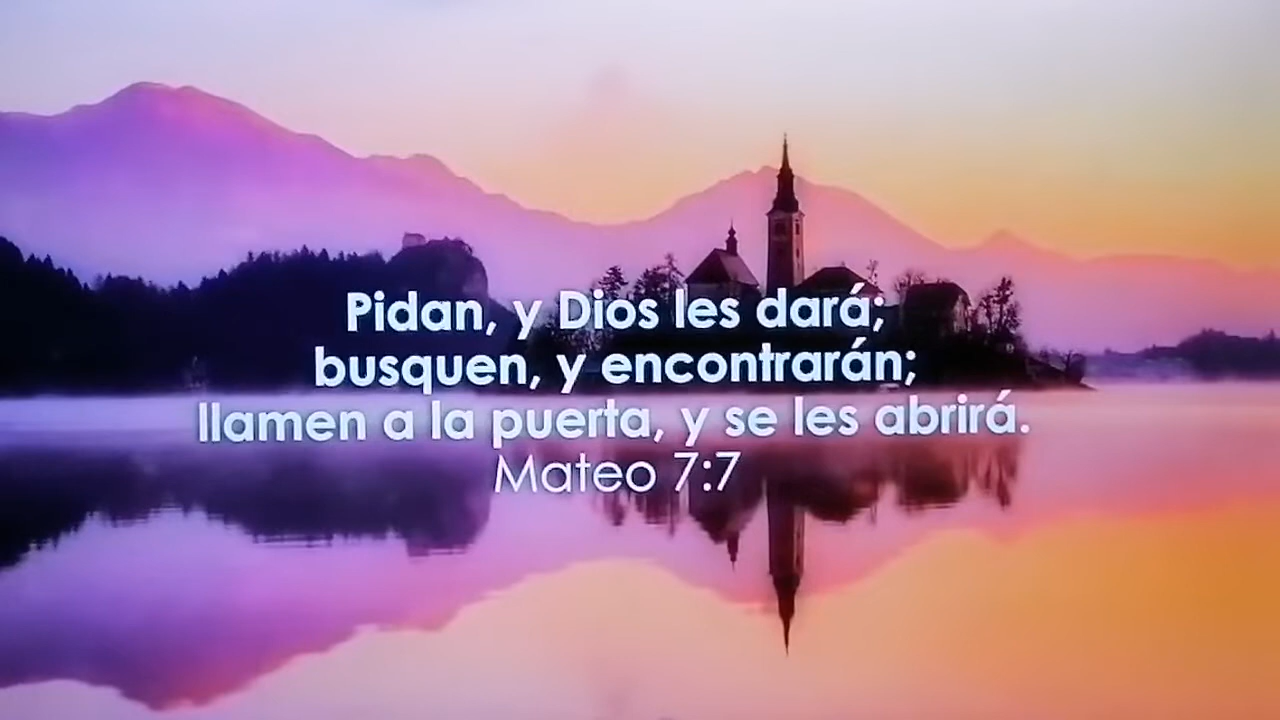 Pidan, y Dios les dará;
busquen, y encontrarán;
llamen a la puerta, y se les abrirá.
Mateo 7:7